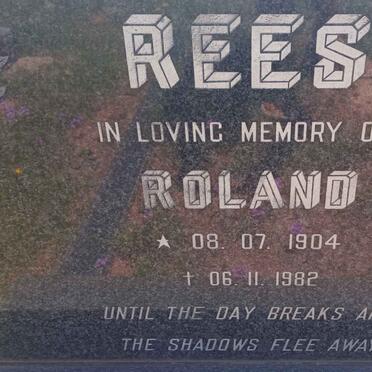 REES
IN LOVING MEMORY O
ROLAND
★ 08. 07. 1904
† 06. 11. 1982
UNTIL THE DAY BREAKS A
THE SHADOWS FLEE AWAY